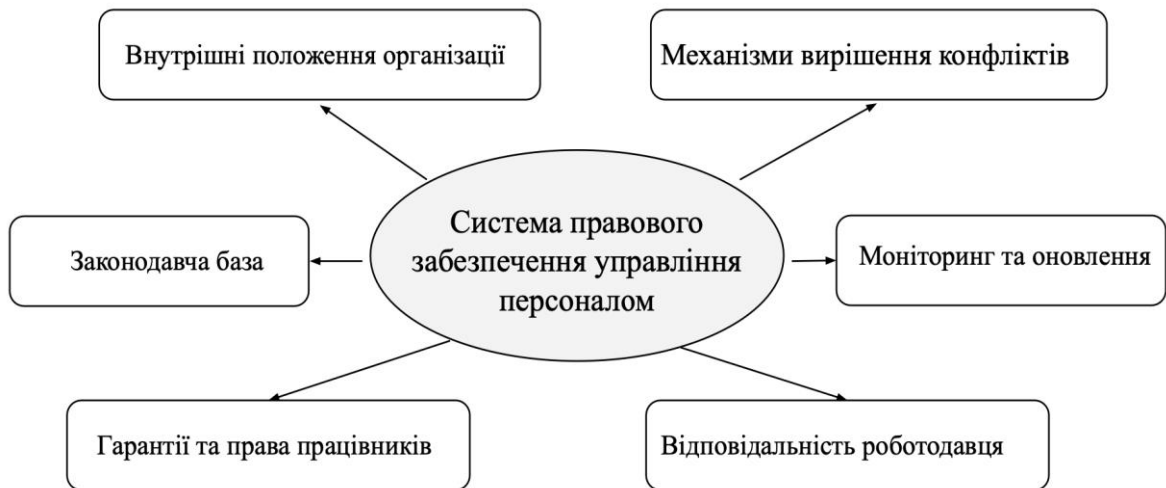 Внутрішні положення організації
Механізми вирішення конфліктів
Система правового
забезпечення управління
персоналом
Законодавча база
Моніторинг та оновлення
Гарантії та права працівників
Відповідальність роботодавця